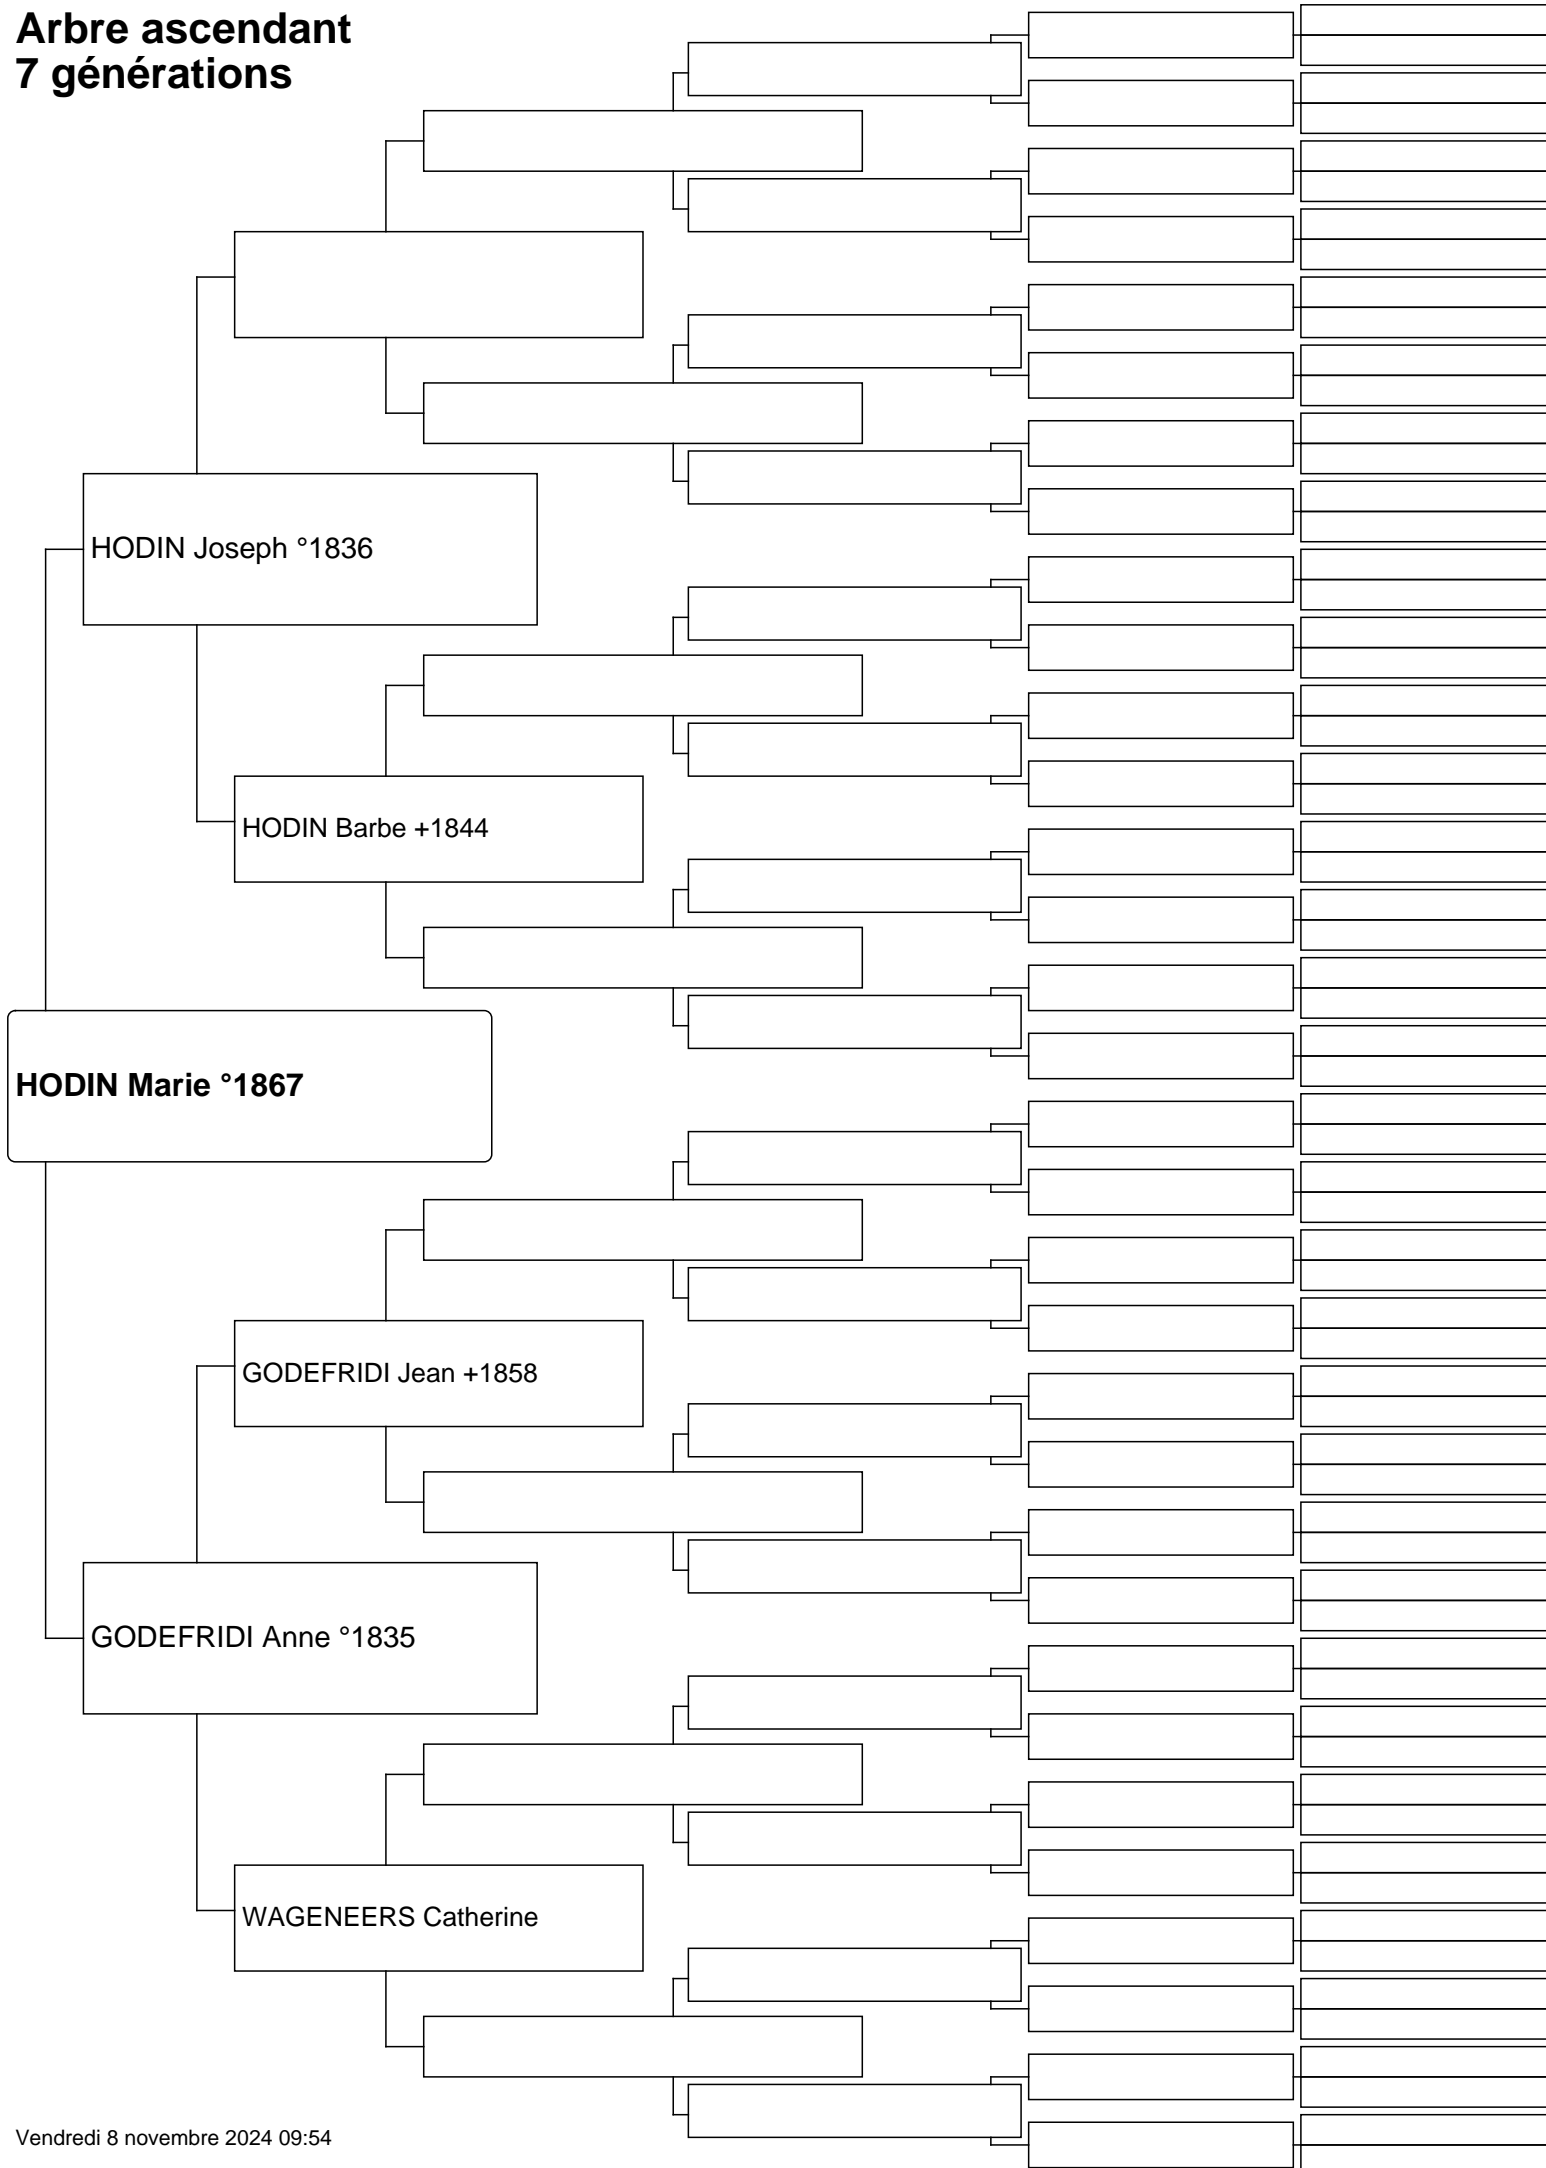 Arbre ascendant
7 générations
HODIN Joseph °1836
HODIN Barbe +1844
HODIN Marie °1867
GODEFRIDI Jean +1858
GODEFRIDI Anne °1835
WAGENEERS Catherine
Vendredi 8 novembre 2024 09:54